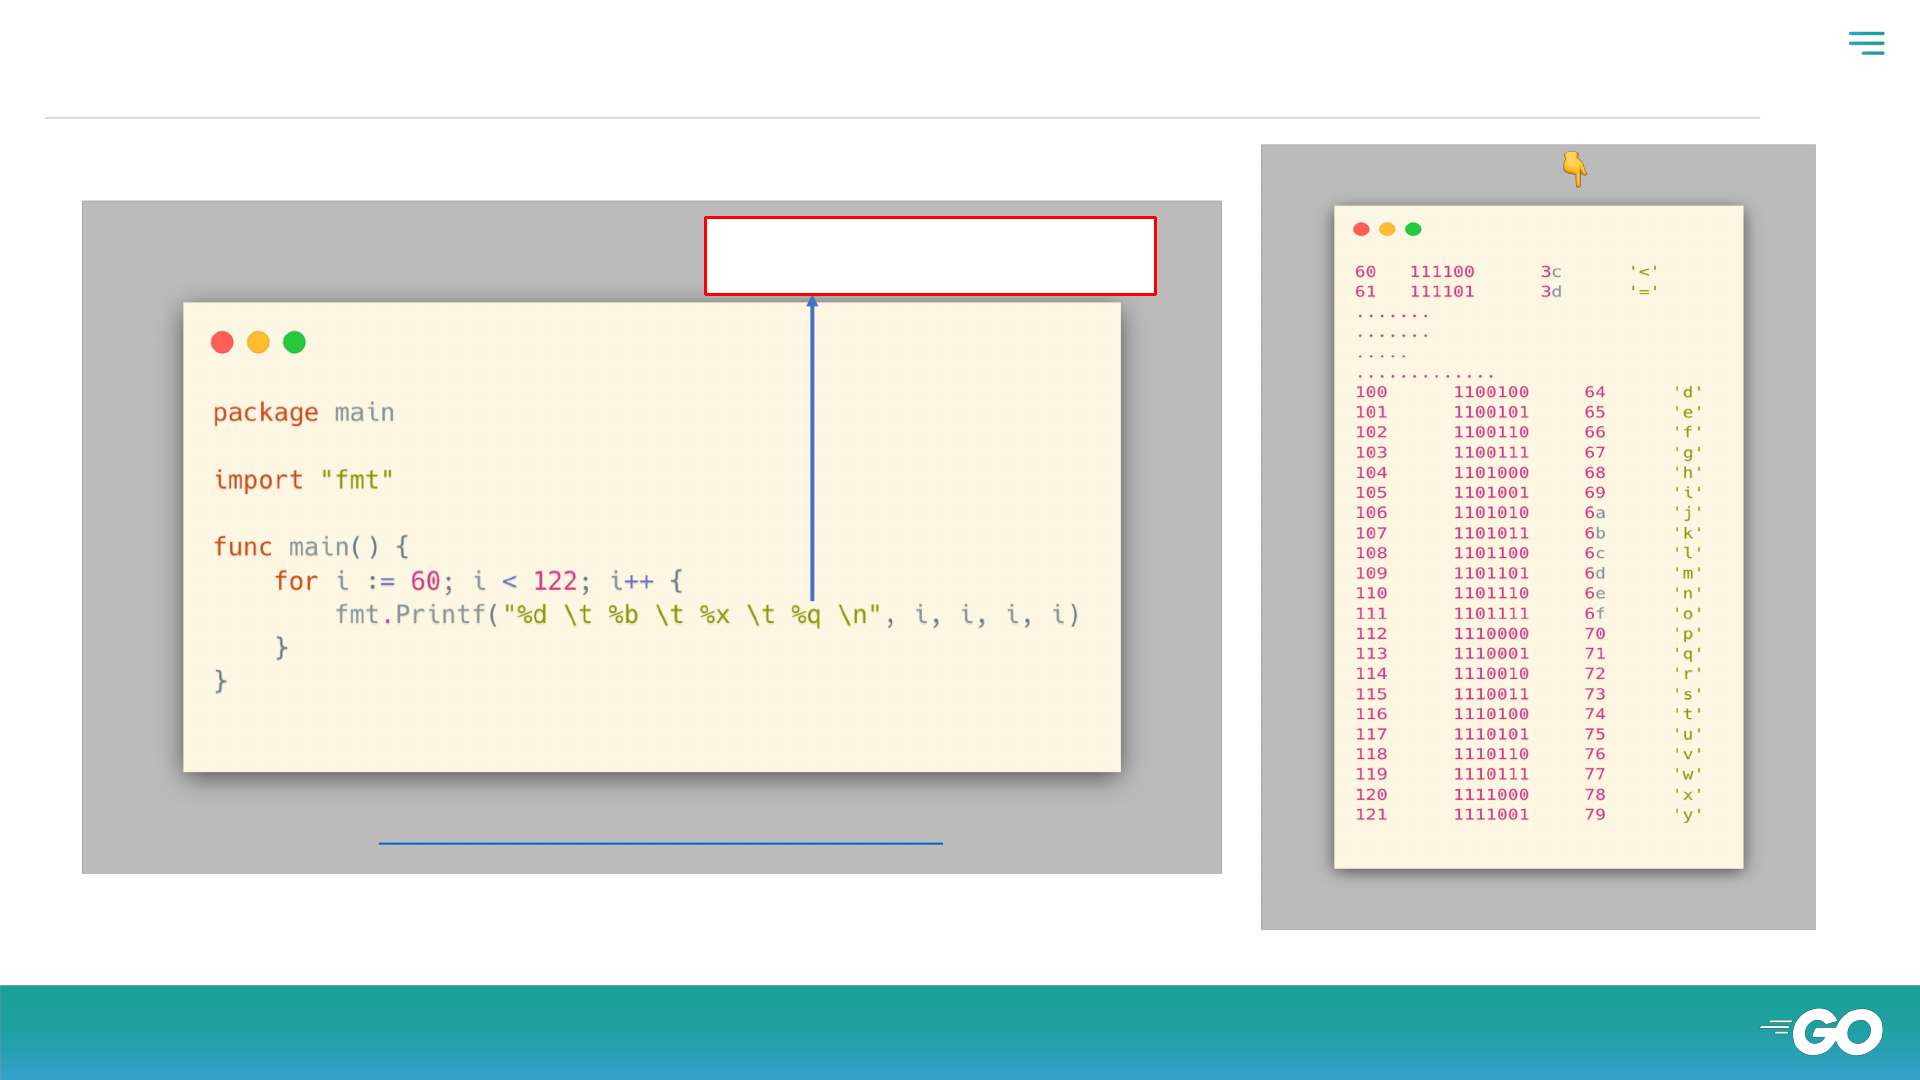 package main
import "fmt"
func main() {
for i := 60; i < 122; i++ {
fmt.Printf("%d \t %b \t %x \t %q \n", i, i, i, i)
}
}
60 111100 3c '<'
61 111101 3d '='
.......
.......
.....
.............
100 1100100 64 'd'
101 1100101 65 'e'
102 1100110 66 'f'
103 1100111 67 'g'
104 1101000 68 'h'
105 1101001 69 'i'
106 1101010 6a 'j'
107 1101011 6b 'k'
108 1101100 6c 'l'
109 1101101 6d 'm'
110 1101110 6e 'n'
111 1101111 6f 'o'
112 1110000 70 'p'
113 1110001 71 'q'
114 1110010 72 'r'
115 1110011 73 's'
116 1110100 74 't'
117 1110101 75 'u'
118 1110110 76 'v'
119 1110111 77 'w'
120 1111000 78 'x'
121 1111001 79 'y'
GO